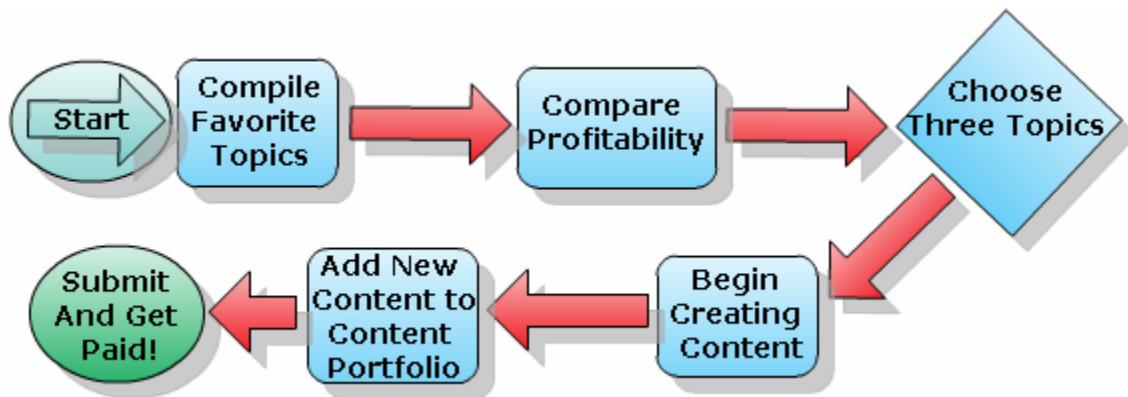 Start
Compile
Favorite
Topics
Compare
Profitability
Choose
Three Topics
Begin
Creating
Content
Add New
Content to
Content
Portfolio
Submit
And Get
Paid!